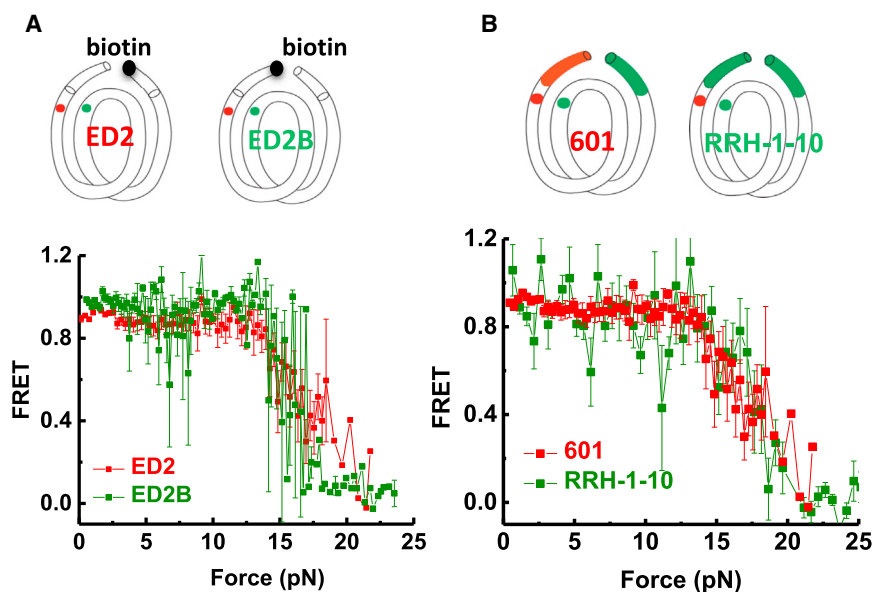 A
biotin biotin
ED2
ED2B
1.2
0.8
0.4
0.0
FRET
ED2
ED2B
0 5 10 15 20 25
Force (pN)
B
601
RRH-1-10
1.2
0.8
0.4
0.0
FRET
601
RRH-1-10
0 5 10 15 20 25
Force (pN)